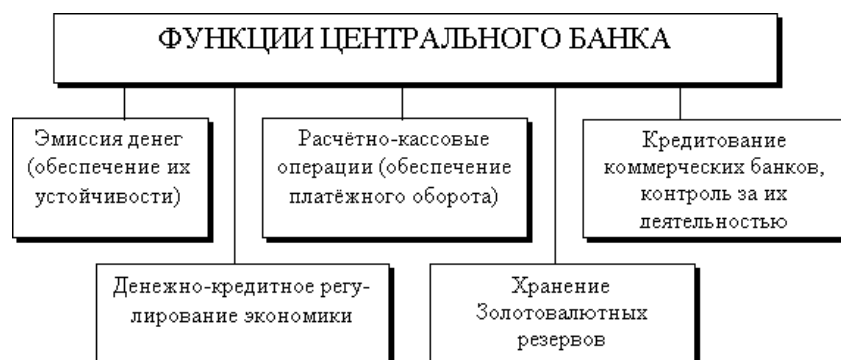 ФУНКЦИИ ЦЕНТРАЛЬНОГО БАНКА
Эмиссия денег
(обеспечение их
устойчивости)
Расчётно-кассовые
операции (обеспечение
платёжного оборота)
Кредитование
коммерческих банков,
контроль за их
деятельностью
Денежно-кредитное регу-
лирование экономики
Хранение
Золотовалютных
резервов